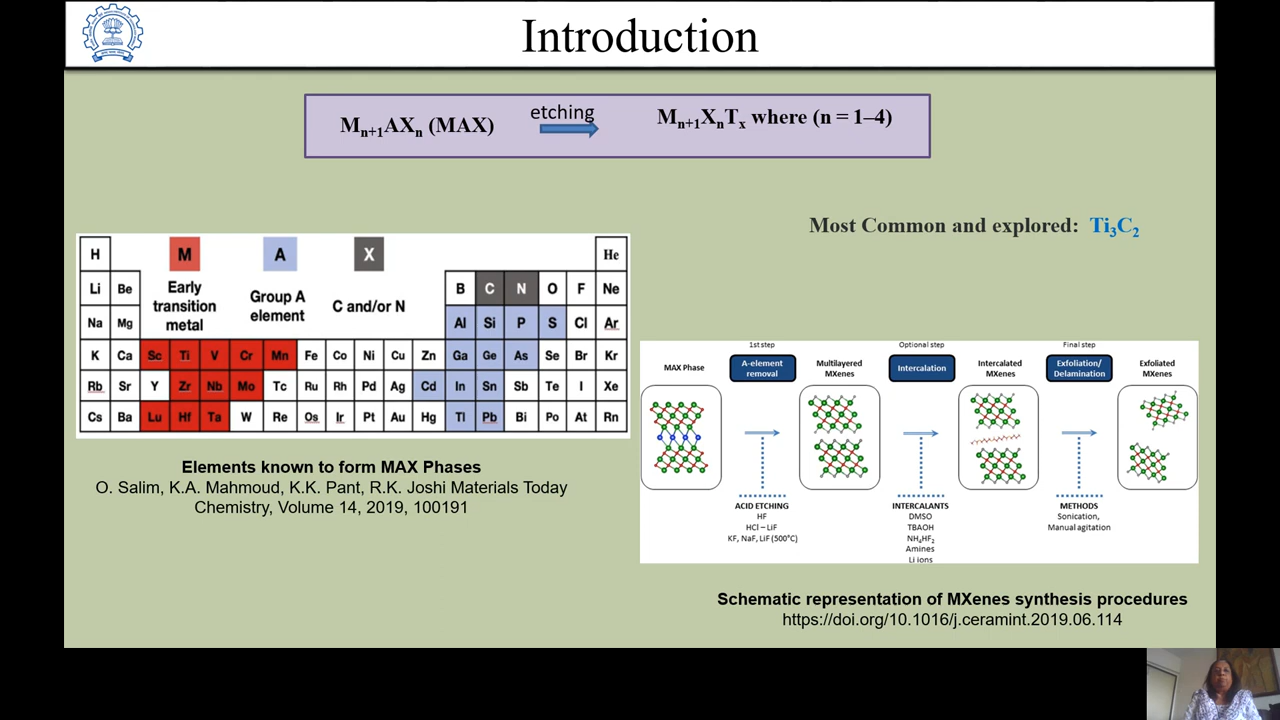 Introduction
Mn+1AXn (MAX)
etching
Mn+1XnTx where (n = 1–4)
Most Common and explored: Ti3C2
H M A X He
Li Be Early transition metal Group A element C and/or N B C N O F Ne
Na Mg Al Si P S Cl Ar
K Ca Sc Ti V Cr Mn Fe Co Ni Cu Zn Ga Ge As Se Br Kr
Rb Sr Y Zr Nb Mo Tc Ru Rh Pd Ag Cd In Sn Sb Te I Xe
Cs Ba Lu Hf Ta W Re Os Ir Pt Au Hg Tl Pb Bi Po At Rn
Elements known to form MAX Phases
O. Salim, K.A. Mahmoud, K.K. Pant, R.K. Joshi Materials Today
Chemistry, Volume 14, 2019, 100191
1st step Optional step Final step
MAX Phase A-element removal Multilayered MXenes Intercalation Intercalated MXenes Exfoliation/ Delamination Exfoliated MXenes
ACID ETCHING
HF
HCl – LiF
KF, NaF, LiF (500°C)
INTERCALANTS
DMSO
TBAOH
NH4HF2
Amines
Li ions
METHODS
Sonication,
Manual agitation
Schematic representation of MXenes synthesis procedures
https://doi.org/10.1016/j.ceramint.2019.06.114